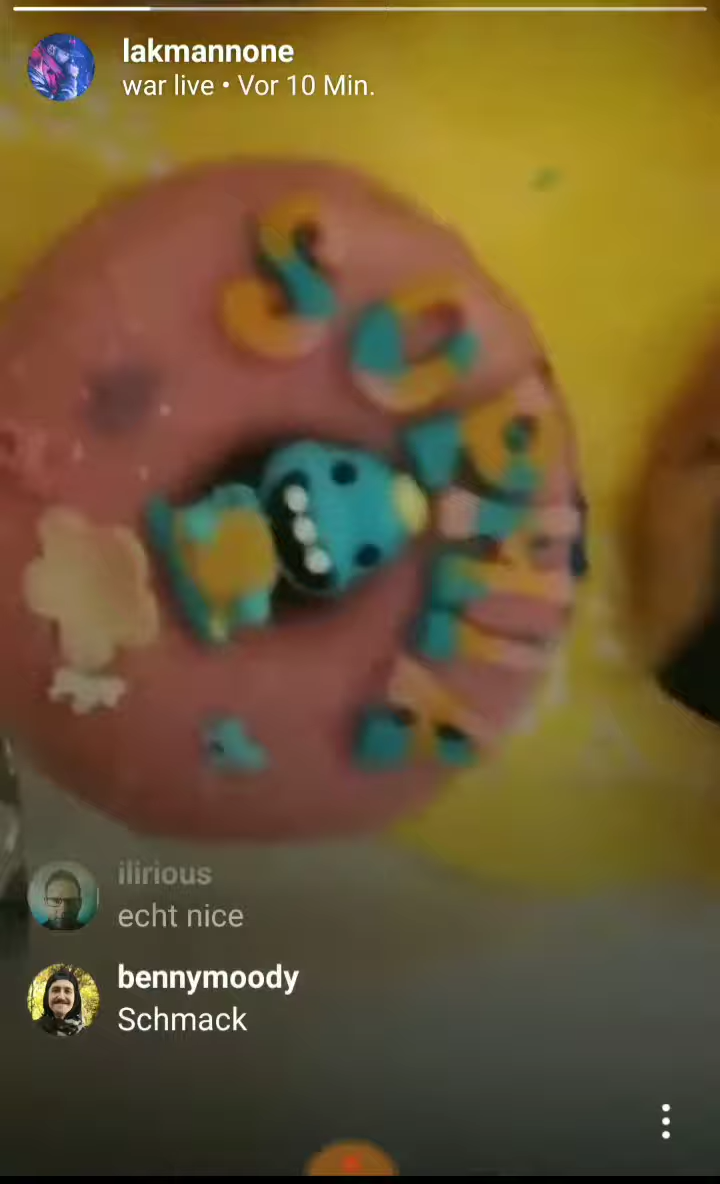 lakmannone
war live • Vor 10 Min.
ilirious
echt nice
bennymoody
Schmack